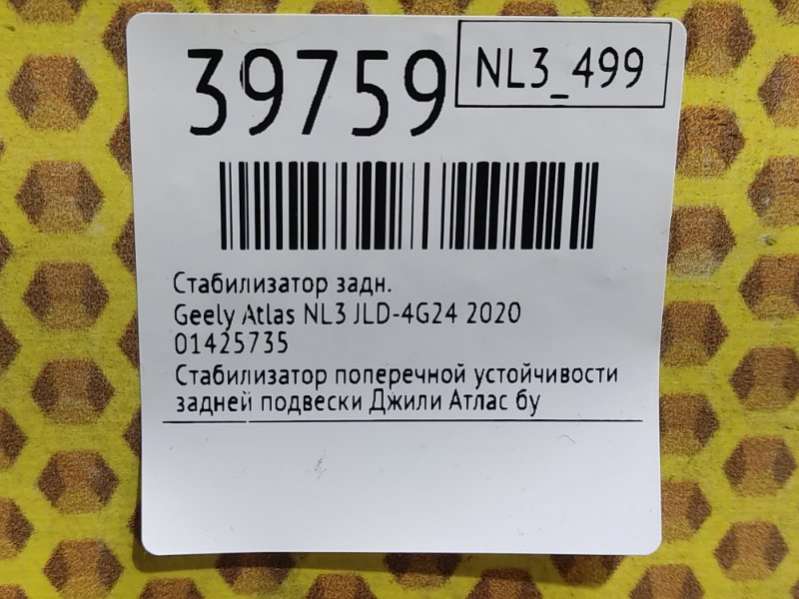 39759
NL3_499
Стабилизатор задн.
Geely Atlas NL3 JLD-4G24 2020
01425735
Стабилизатор поперечной устойчивости
задней подвески Джили Атлас бу